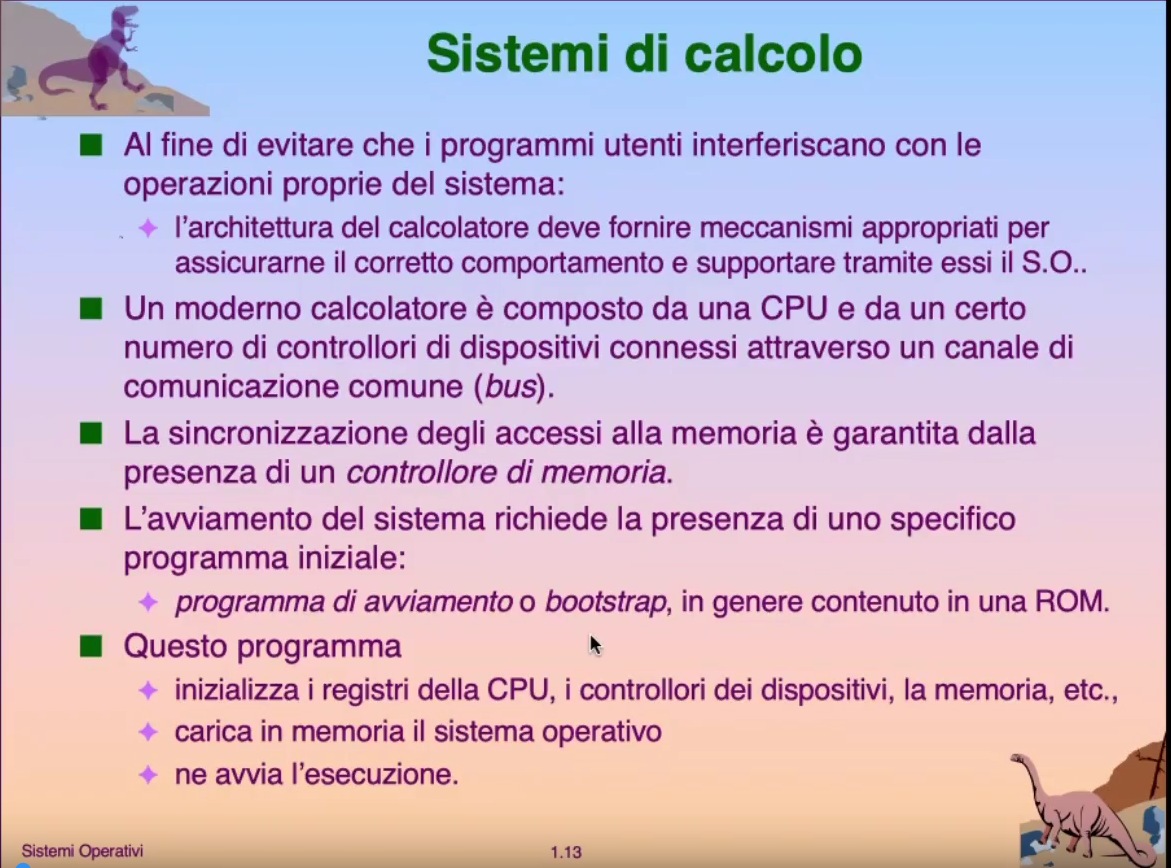 Sistemi di calcolo
Al fine di evitare che i programmi utenti interferiscano con le
operazioni proprie del sistema:
l'architettura del calcolatore deve fornire meccanismi appropriati per
assicurarne il corretto comportamento e supportare tramite essi il S.O..
Un moderno calcolatore è composto da una CPU e da un certo
numero di controllori di dispositivi connessi attraverso un canale di
comunicazione comune (bus).
La sincronizzazione degli accessi alla memoria è garantita dalla
presenza di un controllore di memoria.
L'avviamento del sistema richiede la presenza di uno specifico
programma iniziale:
programma di avviamento o bootstrap, in genere contenuto in una ROM.
Questo programma
inizializza i registri della CPU, i controllori dei dispositivi, la memoria, etc.,
carica in memoria il sistema operativo
ne avvia l'esecuzione.
Sistemi Operativi
1.13